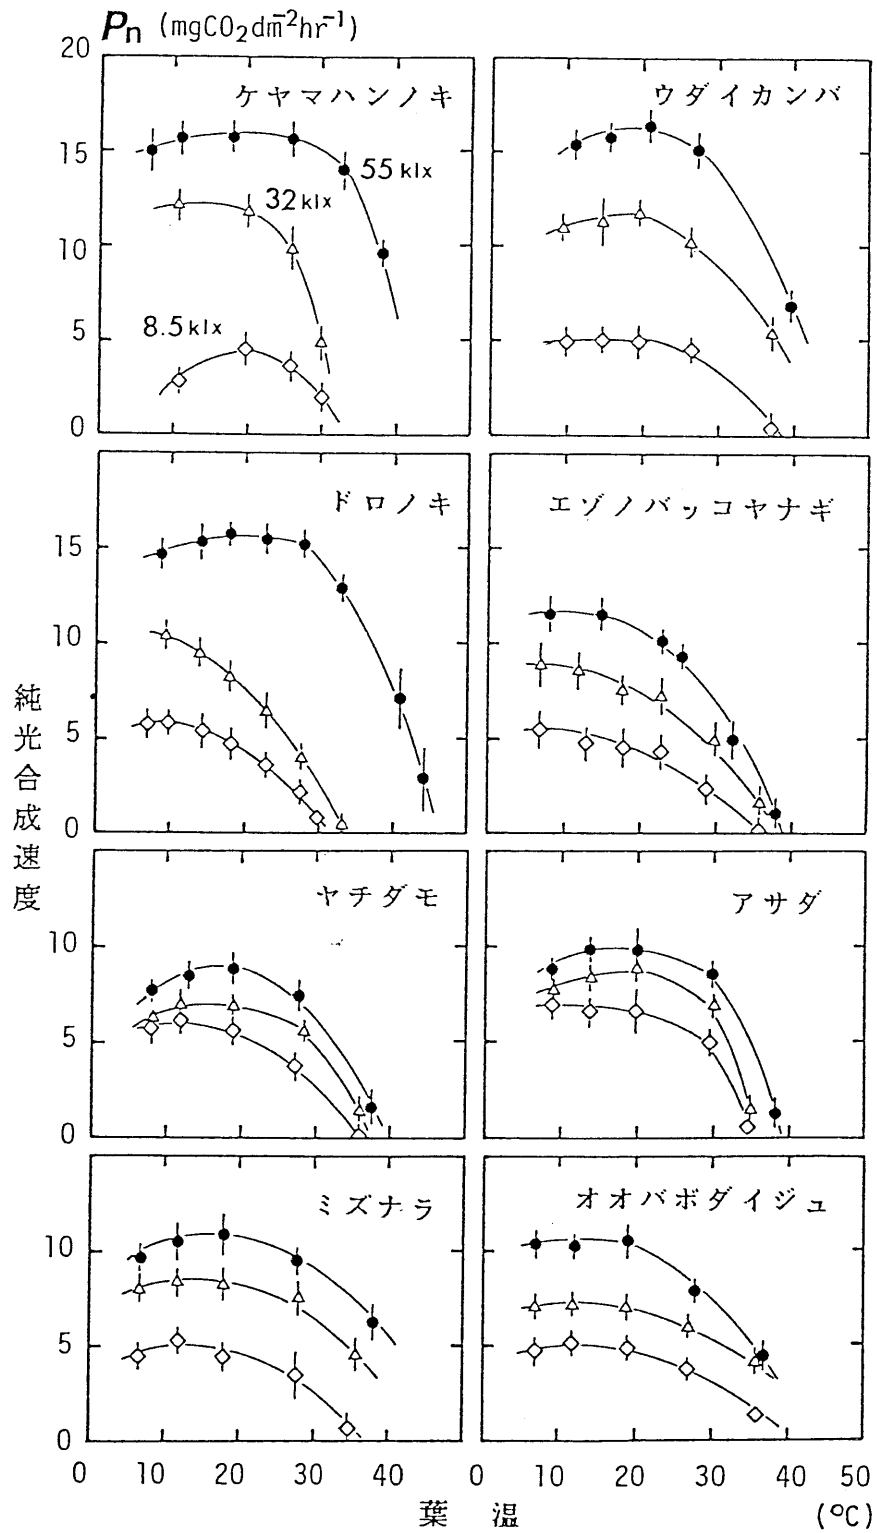 Pn (mgCO2dm-2hr-1)
20
ケヤマハンノキ
ウダイカンバ
15
55 klx
32 klx
10
8.5 klx
5
0
ドロノキ
エゾノバッコヤナギ
15
10
純光合成速度
5
0
ヤチダモ
アサダ
10
5
0
ミズナラ
オオバボダイジュ
10
5
0
10 20 30 40 0 10 20 30 40 50
葉温 (°C)